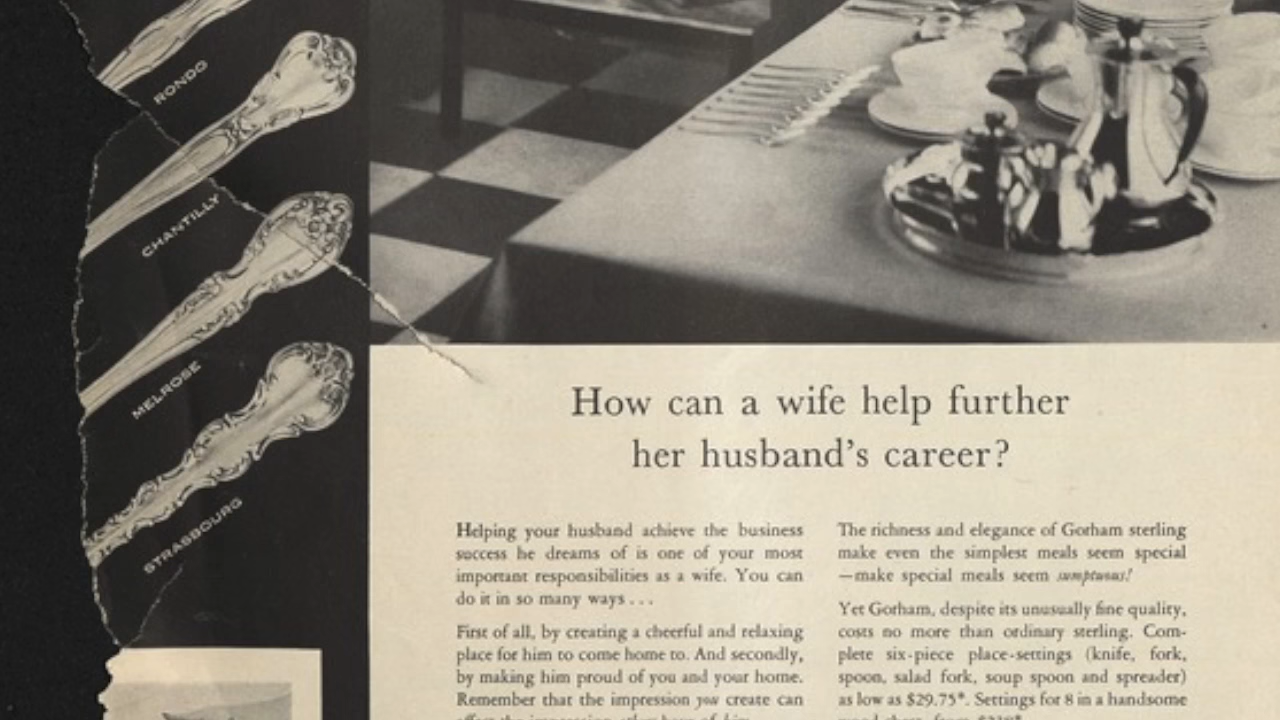 RONDO
CHANTILLY
MELROSE
STRASBOURG
How can a wife help further
her husband's career?
Helping your husband achieve the business
success he dreams of is one of your most
important responsibilities as a wife. You can
do it in so many ways . . .
First of all, by creating a cheerful and relaxing
place for him to come home to. And secondly,
by making him proud of you and your home.
Remember that the impression you create can
The richness and elegance of Gorham sterling
make even the simplest meals seem special
—make special meals seem sumptuous!
Yet Gorham, despite its unusually fine quality,
costs no more than ordinary sterling. Com-
plete six-piece place-settings (knife, fork,
spoon, salad fork, soup spoon and spreader)
as low as $29.75*. Settings for 8 in a handsome